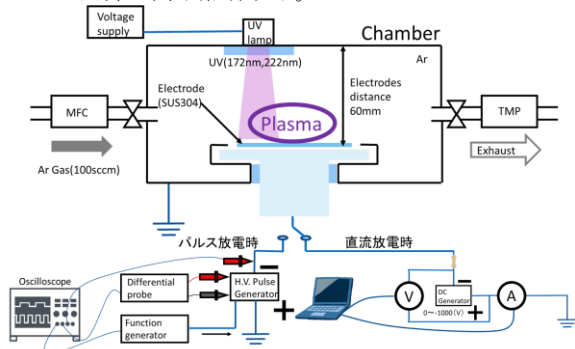 Voltage
supply
UV
lamp
Chamber
UV(172nm,222nm)
Ar
Electrode
(SUS304)
Electrodes
distance
60mm
MFC
Plasma
TMP
Ar Gas(100sccm)
Exhaust
パルス放電時
直流放電時
Oscilloscope
Differential
probe
H.V. Pulse
Generator
Function
generator
V
DC
Generator
0～-1000(V)
A